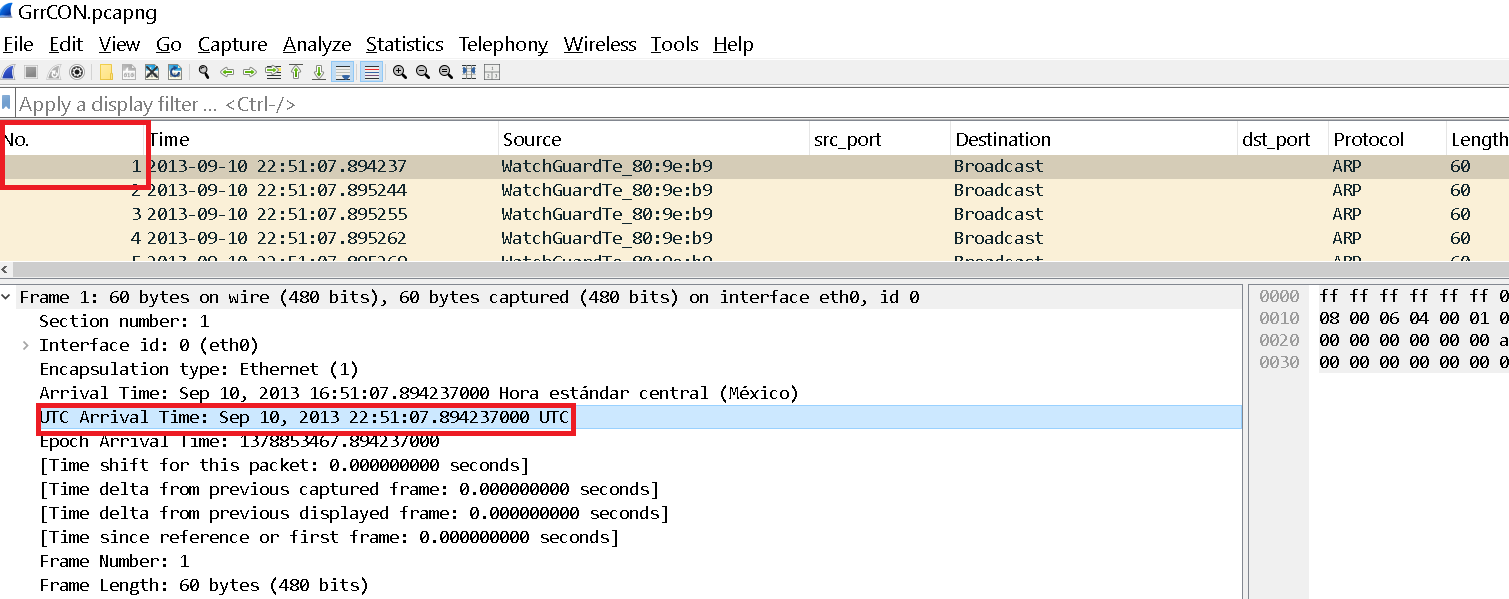 GrrCON.pcapng
File Edit View Go Capture Analyze Statistics Telephony Wireless Tools Help
Apply a display filter ... <Ctrl-/>
No. Time Source src_port Destination dst_port Protocol Length
1 2013-09-10 22:51:07.894237 WatchGuardTe_80:9e:b9 Broadcast ARP 60
2 2013-09-10 22:51:07.895244 WatchGuardTe_80:9e:b9 Broadcast ARP 60
3 2013-09-10 22:51:07.895255 WatchGuardTe_80:9e:b9 Broadcast ARP 60
4 2013-09-10 22:51:07.895262 WatchGuardTe_80:9e:b9 Broadcast ARP 60
Frame 1: 60 bytes on wire (480 bits), 60 bytes captured (480 bits) on interface eth0, id 0
Section number: 1
Interface id: 0 (eth0)
Encapsulation type: Ethernet (1)
Arrival Time: Sep 10, 2013 16:51:07.894237000 Hora estándar central (México)
UTC Arrival Time: Sep 10, 2013 22:51:07.894237000 UTC
Epoch Arrival Time: 1378853467.894237000
[Time shift for this packet: 0.000000000 seconds]
[Time delta from previous captured frame: 0.000000000 seconds]
[Time delta from previous displayed frame: 0.000000000 seconds]
[Time since reference or first frame: 0.000000000 seconds]
Frame Number: 1
Frame Length: 60 bytes (480 bits)
0000 ff ff ff ff ff ff 0
0010 08 00 06 04 00 01 0
0020 00 00 00 00 00 00 a
0030 00 00 00 00 00 00 0